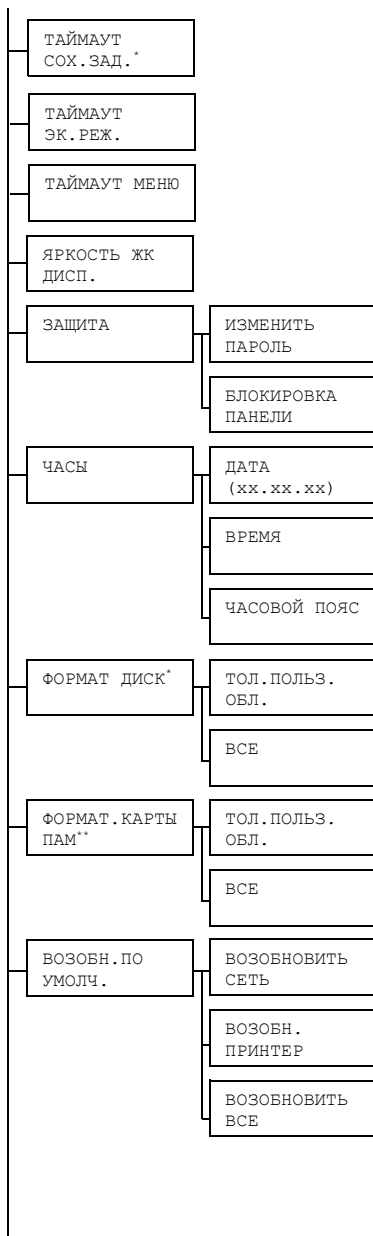 ТАЙМАУТ
СОХ.ЗАД.*
ТАЙМАУТ
ЭК.РЕЖ.
ТАЙМАУТ МЕНЮ
ЯРКОСТЬ ЖК
ДИСП.
ЗАЩИТА
ИЗМЕНИТЬ
ПАРОЛЬ
БЛОКИРОВКА
ПАНЕЛИ
ЧАСЫ
ДАТА
(xx.xx.xx)
ВРЕМЯ
ЧАСОВОЙ ПОЯС
ФОРМАТ ДИСК*
ТОЛ.ПОЛЬЗ.
ОБЛ.
ВСЕ
ФОРМАТ.КАРТЫ
ПАМ**
ТОЛ.ПОЛЬЗ.
ОБЛ.
ВСЕ
ВОЗОБН.ПО
УМОЛЧ.
ВОЗОБНОВИТЬ
СЕТЬ
ВОЗОБН.
ПРИНТЕР
ВОЗОБНОВИТЬ
ВСЕ